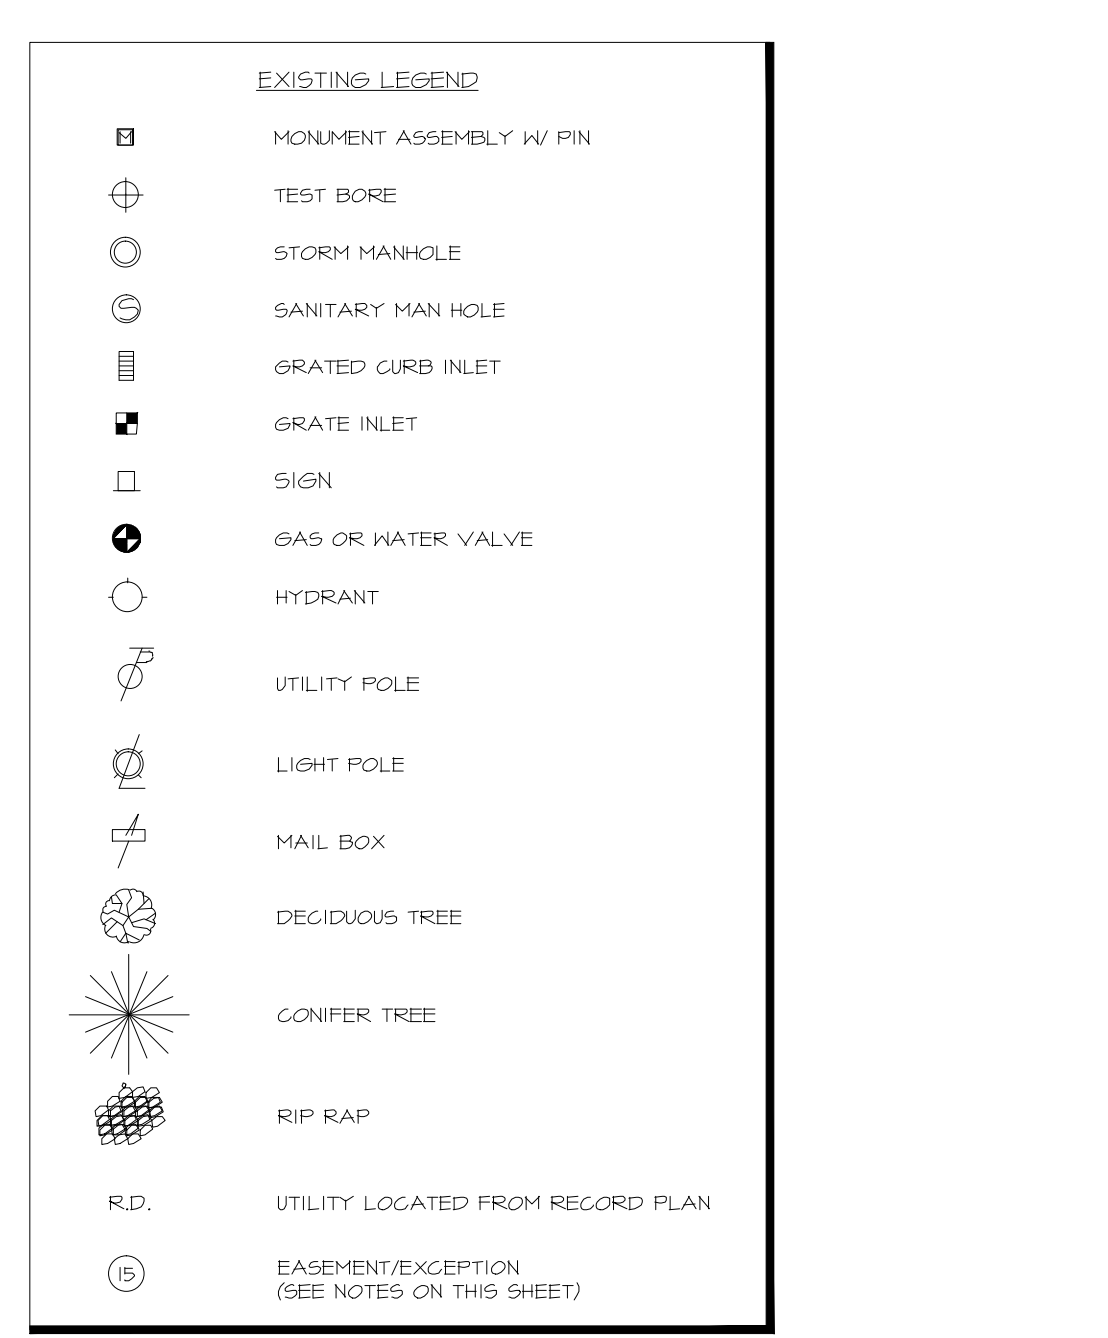 EXISTING LEGEND
M MONUMENT ASSEMBLY W/ PIN
TEST BORE
STORM MANHOLE
S SANITARY MAN HOLE
GRATED CURB INLET
GRATE INLET
SIGN
GAS OR WATER VALVE
HYDRANT
UTILITY POLE
LIGHT POLE
MAIL BOX
DECIDUOUS TREE
CONIFER TREE
RIP RAP
R.D. UTILITY LOCATED FROM RECORD PLAN
15 EASEMENT/EXCEPTION
(SEE NOTES ON THIS SHEET)